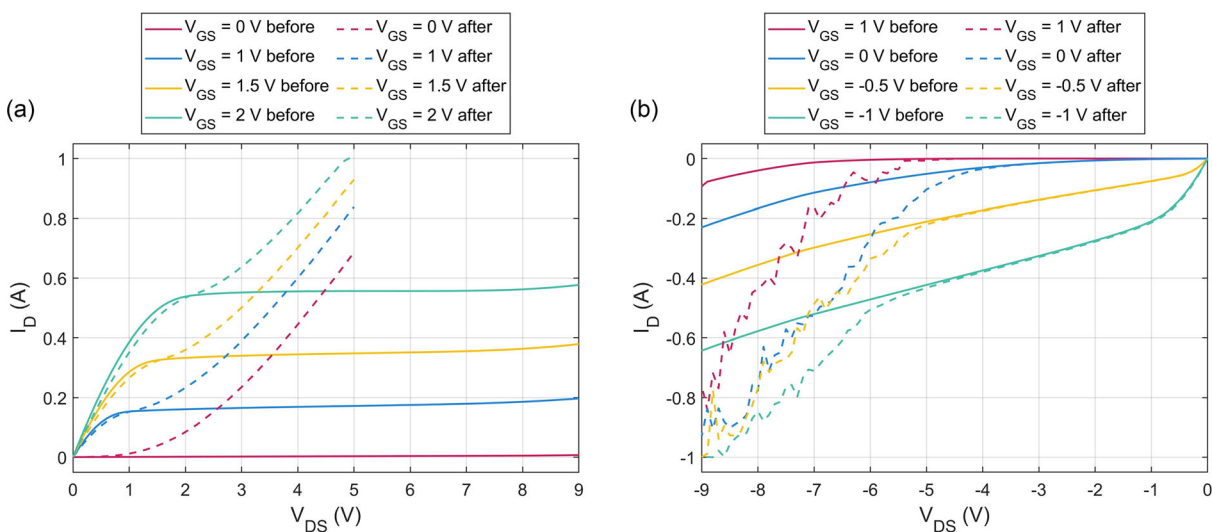 V_GS = 0 V before V_GS = 0 V after
V_GS = 1 V before V_GS = 1 V after
V_GS = 1.5 V before V_GS = 1.5 V after
V_GS = 2 V before V_GS = 2 V after
(a)
1
0.8
0.6
0.4
0.2
0
I_D (A)
0 1 2 3 4 5 6 7 8 9
V_DS (V)
V_GS = 1 V before V_GS = 1 V after
V_GS = 0 V before V_GS = 0 V after
V_GS = -0.5 V before V_GS = -0.5 V after
V_GS = -1 V before V_GS = -1 V after
(b)
0
-0.2
-0.4
-0.6
-0.8
-1
I_D (A)
-9 -8 -7 -6 -5 -4 -3 -2 -1 0
V_DS (V)